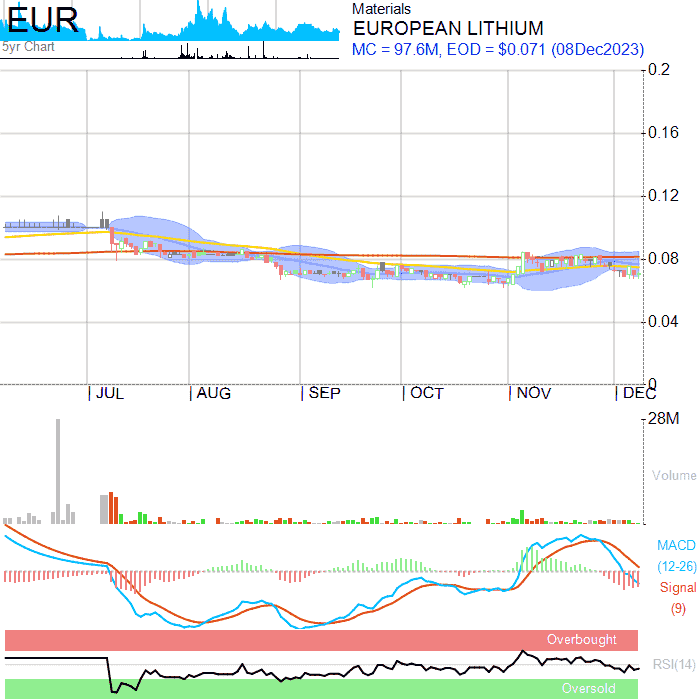 EUR
5yr Chart
Materials
EUROPEAN LITHIUM
MC = 97.6M, EOD = $0.071 (08Dec2023)
0.2
0.16
0.12
0.08
0.04
0
JUL AUG SEP OCT NOV DEC
28M
Volume
MACD
(12-26)
Signal
(9)
Overbought
RSI(14)
Oversold